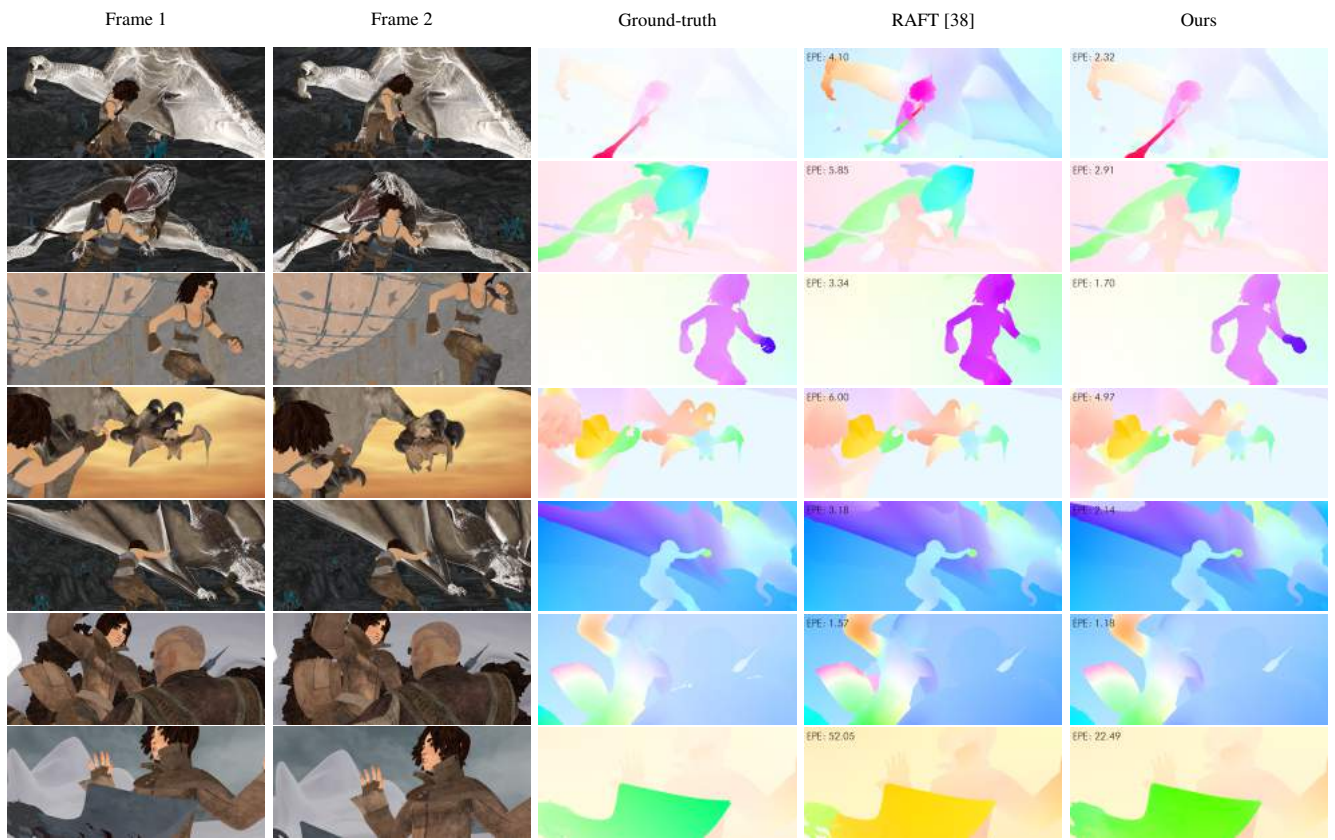 Frame 1 Frame 2 Ground-truth RAFT [38] Ours
EPE: 4.10 EPE: 2.32
EPE: 5.85 EPE: 2.91
EPE: 3.34 EPE: 1.70
EPE: 6.00 EPE: 4.97
EPE: 3.18 EPE: 2.14
EPE: 1.57 EPE: 1.18
EPE: 52.05 EPE: 22.49